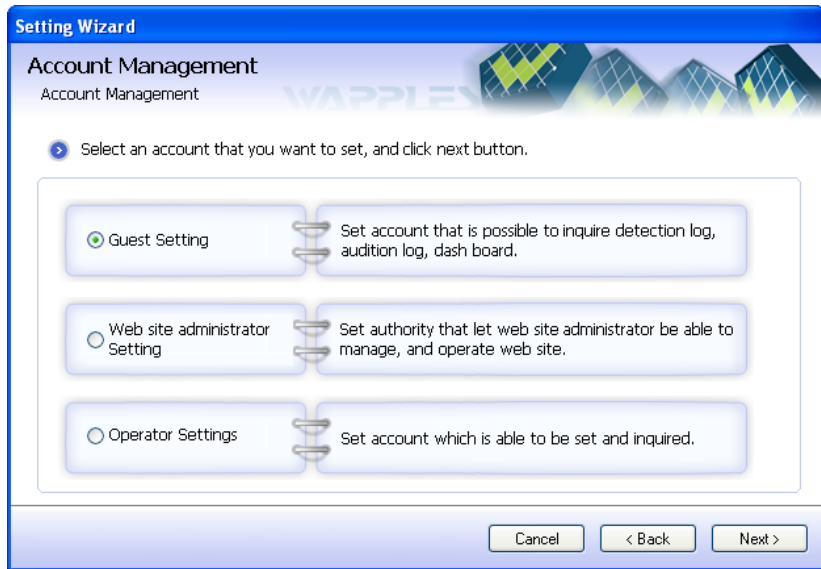 Setting Wizard
Account Management
Account Management
WAPPLES
Select an account that you want to set, and click next button.
Guest Setting
Set account that is possible to inquire detection log,
audition log, dash board.
Web site administrator
Setting
Set authority that let web site administrator be able to
manage, and operate web site.
Operator Settings
Set account which is able to be set and inquired.
Cancel
< Back
Next >